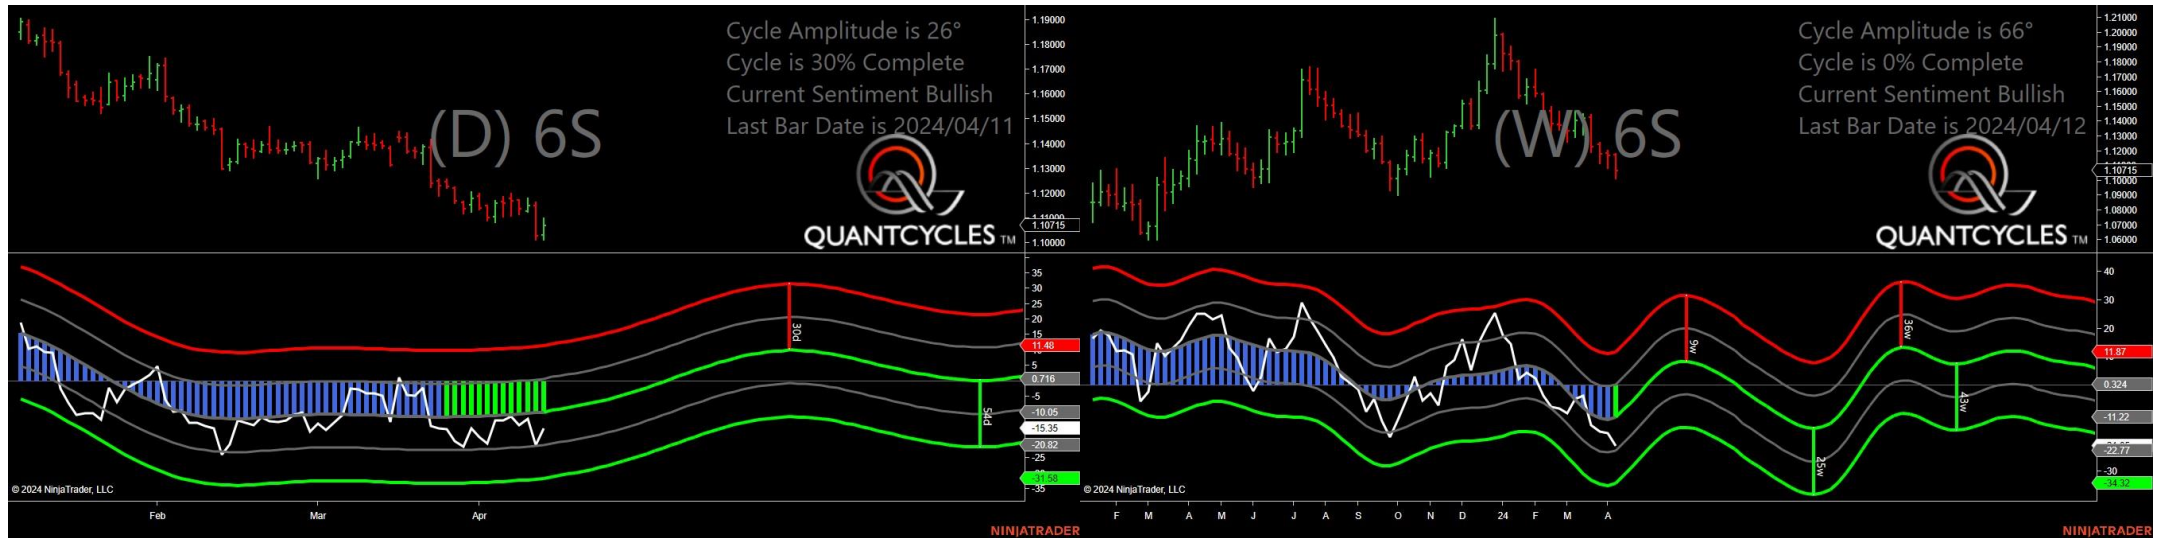 Cycle Amplitude is 26°
Cycle is 30% Complete
Current Sentiment Bullish
Last Bar Date is 2024/04/11
(D) 6S
QUANTCYCLES TM
1.19000
1.18000
1.17000
1.16000
1.15000
1.14000
1.13000
1.12000
1.11000
1.10715
1.10000
35
30
25
20
15
11.48
5
0.716
-5
-10.05
-15.35
-20.82
-25
-31.58
-35
30d
54d
© 2024 NinjaTrader, LLC
Feb Mar Apr
NINJATRADER
Cycle Amplitude is 66°
Cycle is 0% Complete
Current Sentiment Bullish
Last Bar Date is 2024/04/12
(W) 6S
QUANTCYCLES TM
1.21000
1.20000
1.19000
1.18000
1.17000
1.16000
1.15000
1.14000
1.13000
1.12000
1.10715
1.10000
1.09000
1.08000
1.07000
1.06000
40
30
20
11.87
0.324
-11.22
-22.77
-30
-34.32
9w
25w
36w
43w
© 2024 NinjaTrader, LLC
F M A M J J A S O N D 24 F M A
NINJATRADER